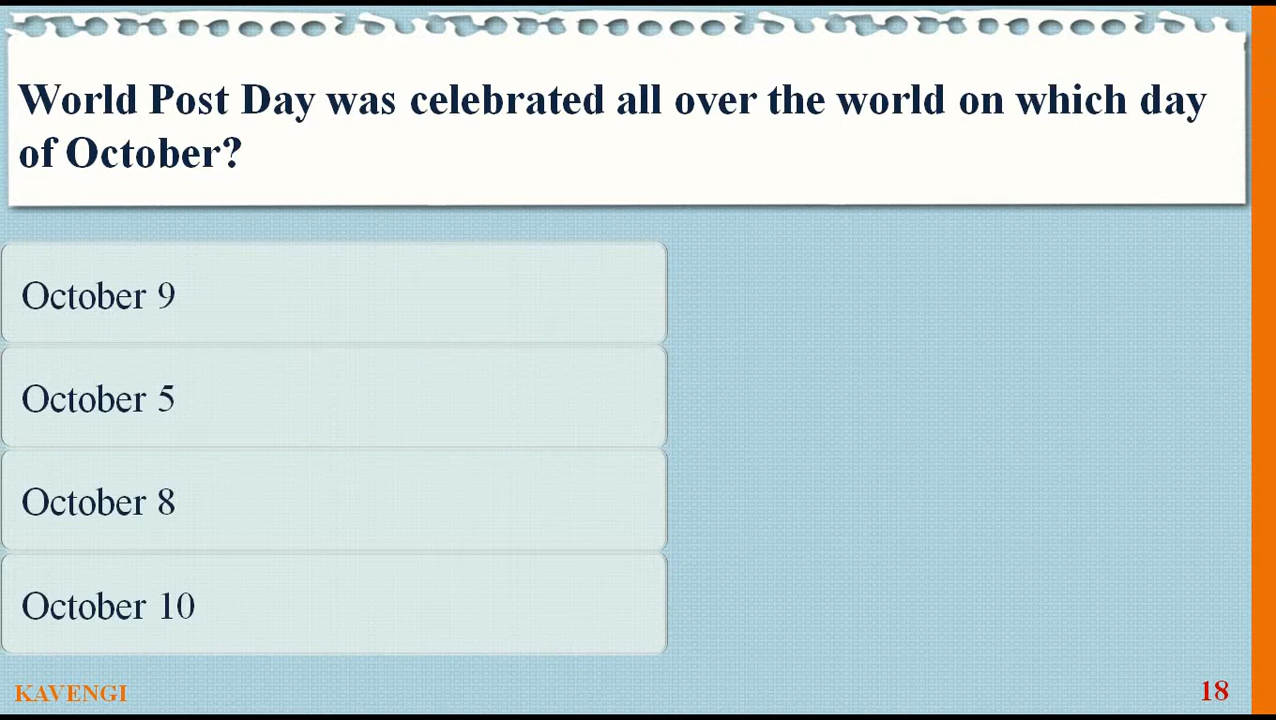 World Post Day was celebrated all over the world on which day
of October?
October 9
October 5
October 8
October 10
KAVENGI
18